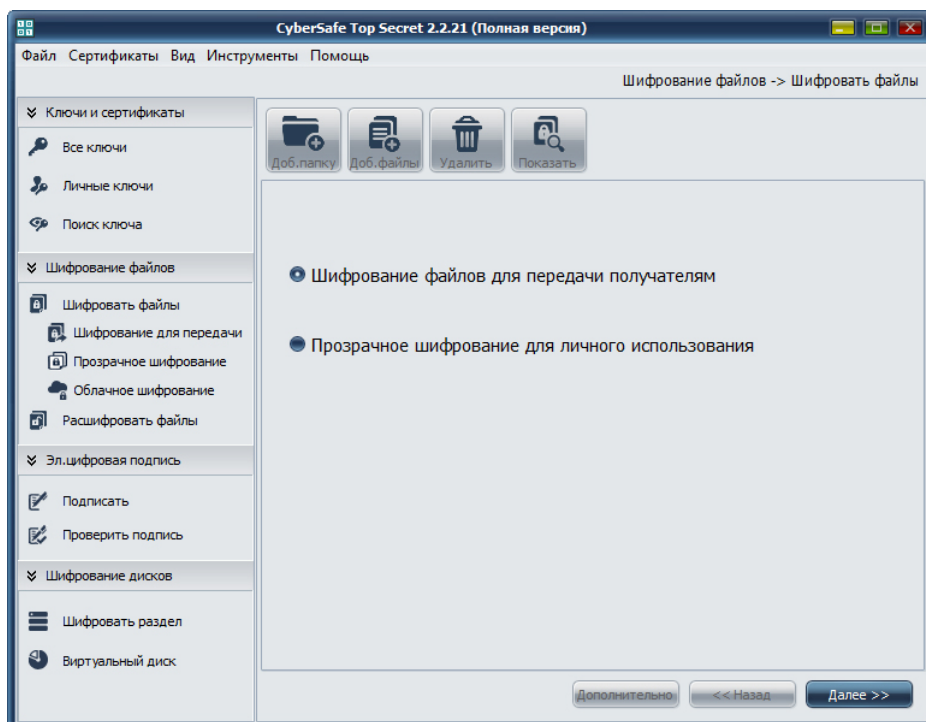 CyberSafe Top Secret 2.2.21 (Полная версия)
Файл Сертификаты Вид Инструменты Помощь
Шифрование файлов -> Шифровать файлы
Ключи и сертификаты
Все ключи
Личные ключи
Поиск ключа
Шифрование файлов
Шифровать файлы
Шифрование для передачи
Прозрачное шифрование
Облачное шифрование
Расшифровать файлы
Эл.цифровая подпись
Подписать
Проверить подпись
Шифрование дисков
Шифровать раздел
Виртуальный диск
Доб.папку Доб.файлы Удалить Показать
Шифрование файлов для передачи получателям
Прозрачное шифрование для личного использования
Дополнительно << Назад Далее >>